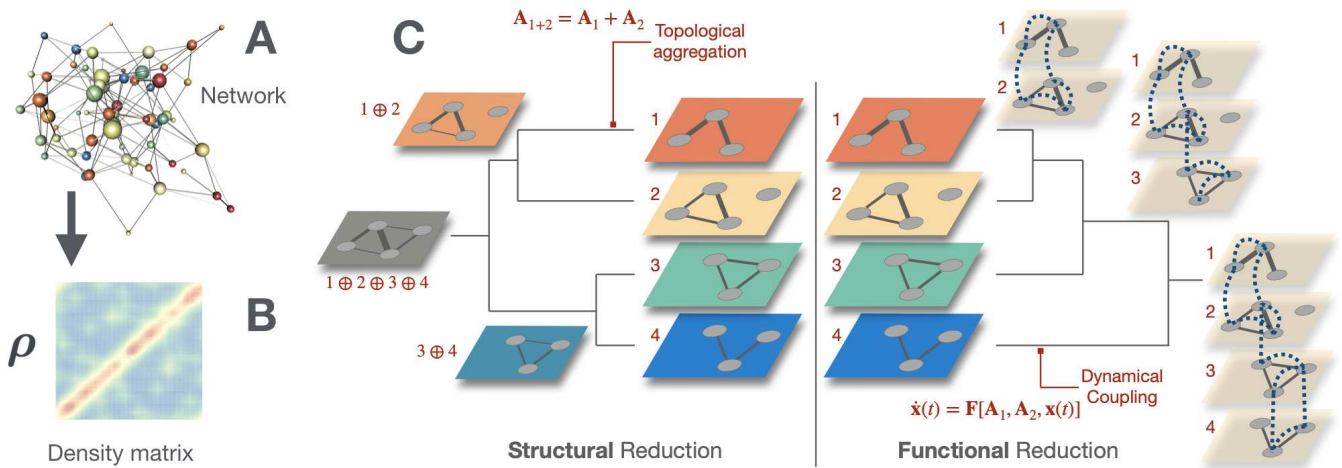 A
Network
B
ρ
Density matrix
C
A₁₊₂ = A₁ + A₂
Topological
aggregation
1 ⊕ 2
1
2
1 ⊕ 2 ⊕ 3 ⊕ 4
3
4
3 ⊕ 4
Structural Reduction
1
2
3
4
1
2
1
2
3
1
2
3
4
Dynamical
Coupling
ẋ(t) = F[A₁, A₂, x(t)]
Functional Reduction